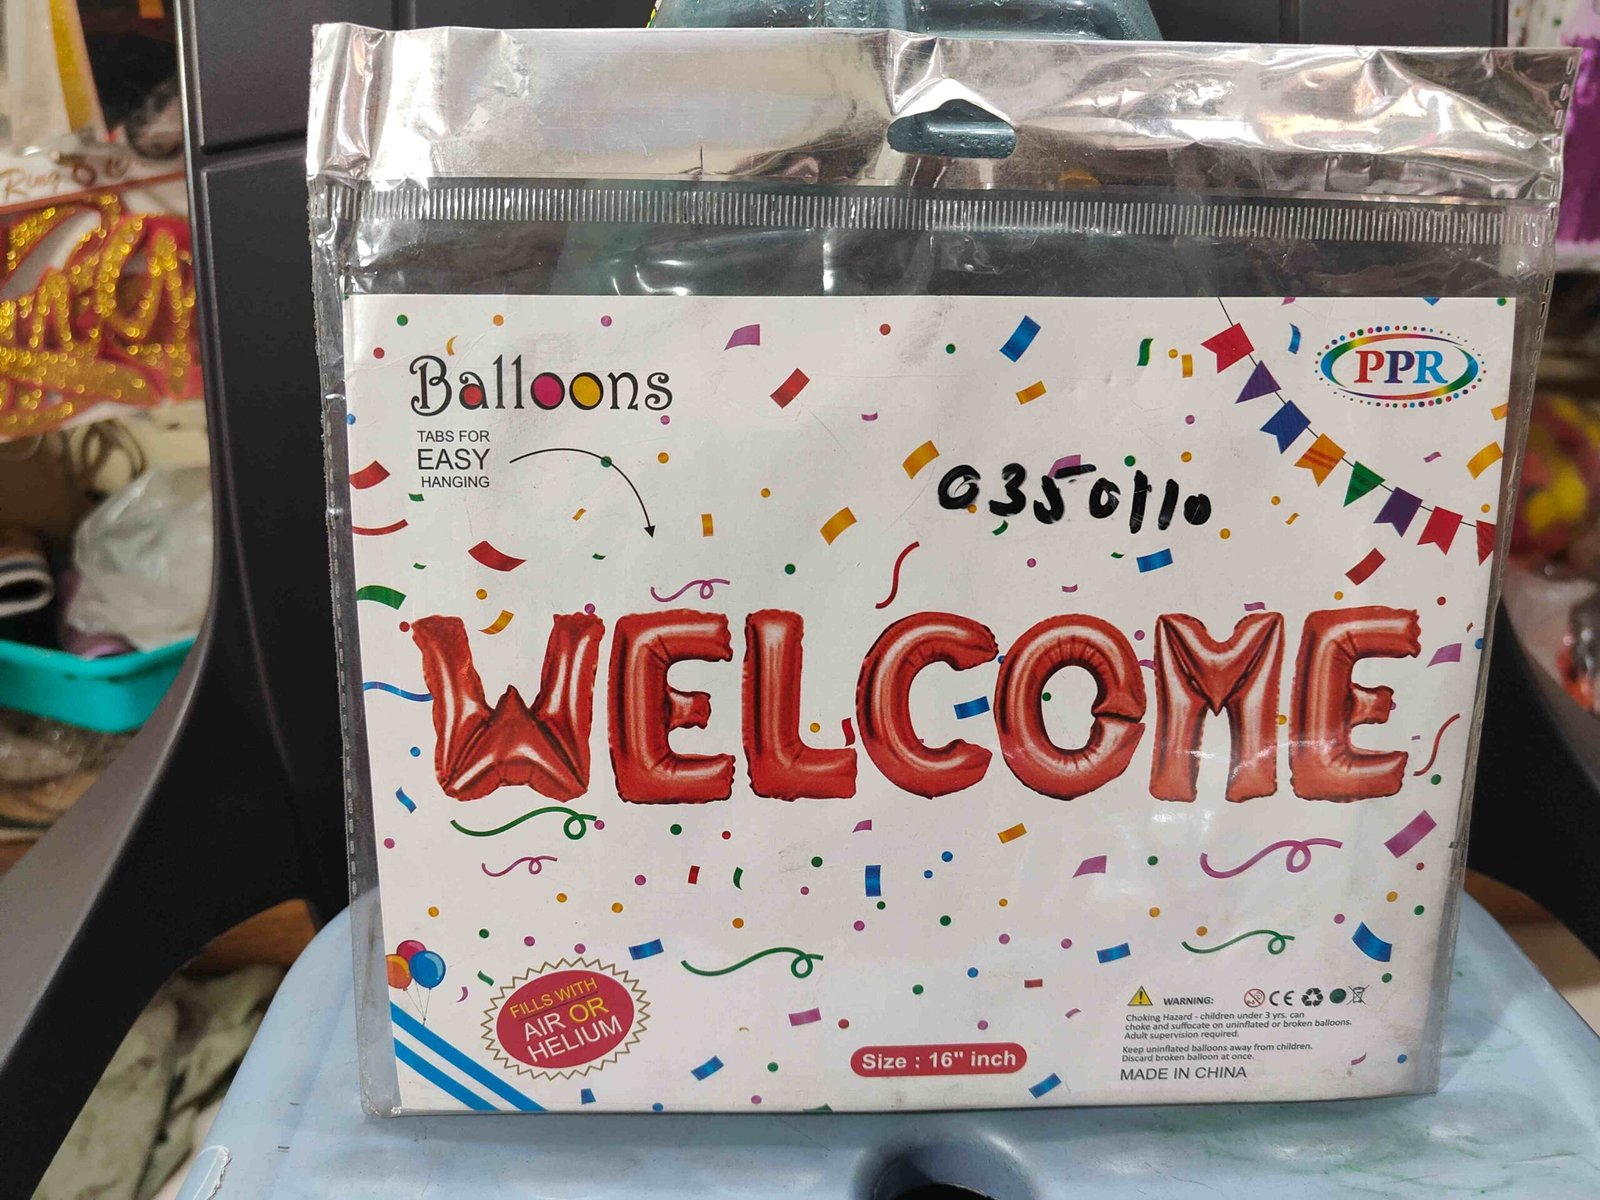 Balloons
TABS FOR
EASY
HANGING
PPR
0350110
WELCOME
FILLS WITH
AIR OR
HELIUM
Size : 16" inch
WARNING:
CE
Choking Hazard - children under 3 yrs. can
choke and suffocate on uninflated or broken balloons.
Adult supervision required.
Keep uninflated balloons away from children.
Discard broken balloon at once.
MADE IN CHINA
Ring